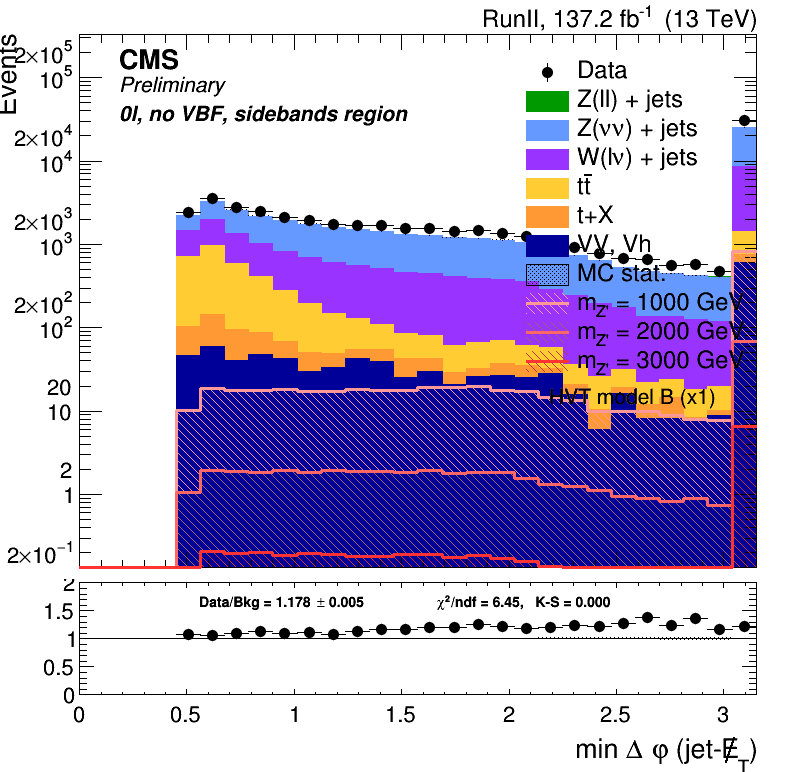 RunII, 137.2 fb⁻¹ (13 TeV)
Events
CMS
Preliminary
0l, no VBF, sidebands region
Data
Z(ll) + jets
Z(νν) + jets
W(lν) + jets
tt̄
t+X
VV, Vh
MC stat.
m_Z' = 1000 GeV
m_Z' = 2000 GeV
m_Z' = 3000 GeV
HVT model B (x1)
2×10⁵
10⁵
2×10⁴
10⁴
2×10³
10³
2×10²
10²
20
10
2
1
2×10⁻¹
Data/Bkg = 1.178 ± 0.005 χ²/ndf = 6.45, K-S = 0.000
2
1.5
1
0.5
0
0 0.5 1 1.5 2 2.5 3
min Δ φ (jet-E̸_T)